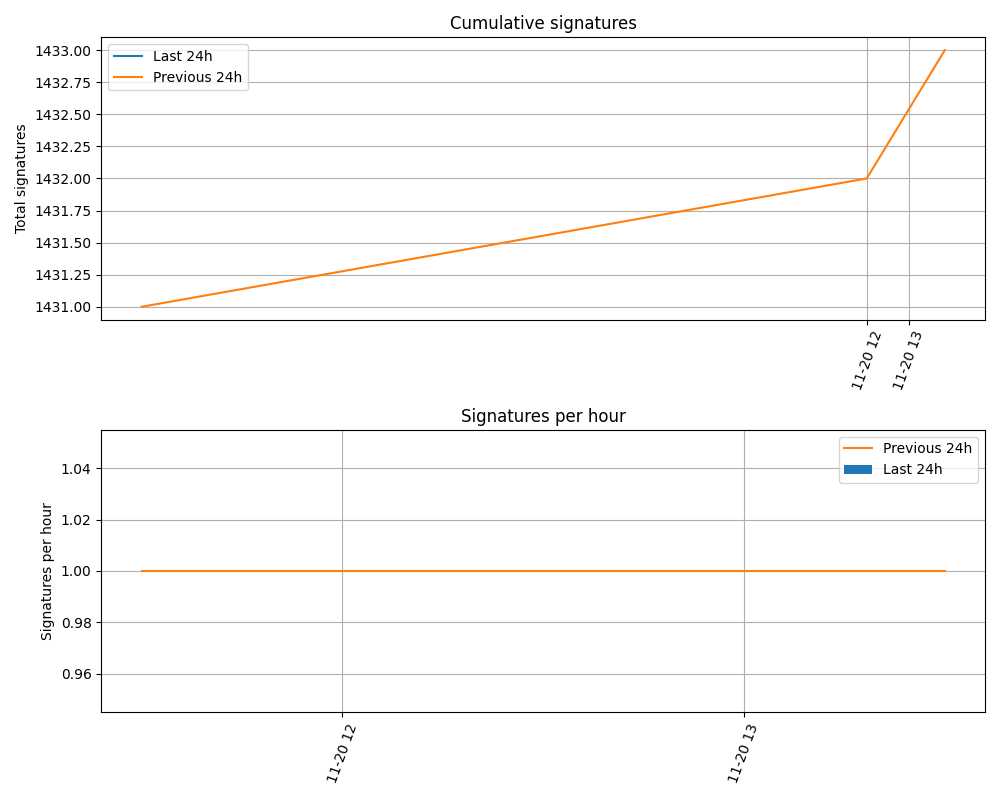 Cumulative signatures
Last 24h
Previous 24h
Total signatures
1433.00
1432.75
1432.50
1432.25
1432.00
1431.75
1431.50
1431.25
1431.00
11-20 12
11-20 13
Signatures per hour
Previous 24h
Last 24h
Signatures per hour
1.04
1.02
1.00
0.98
0.96
11-20 12
11-20 13